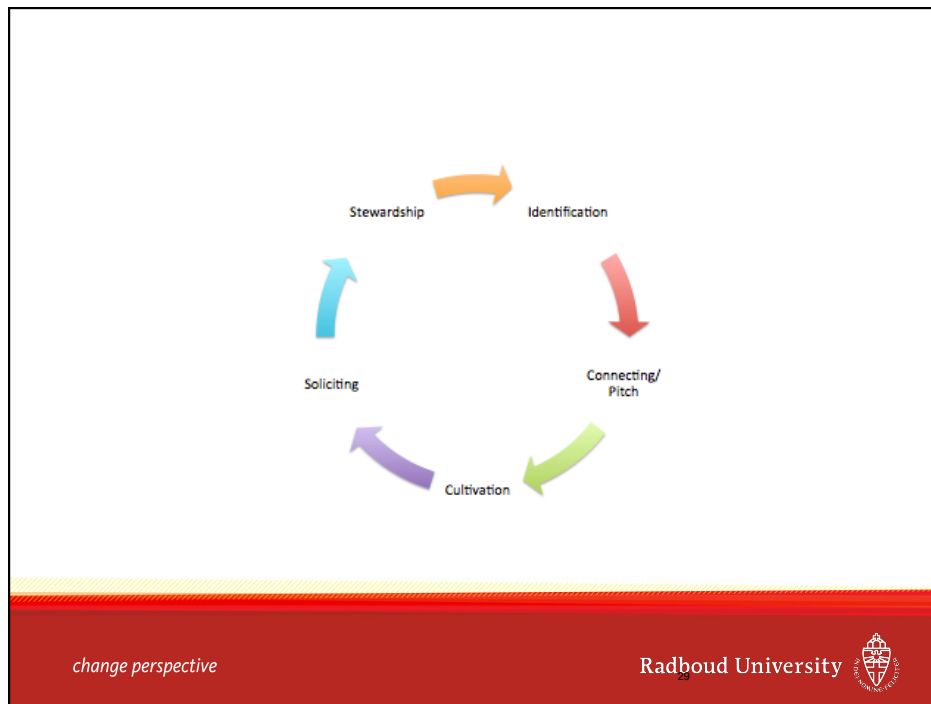 Stewardship
Identification
Connecting/
Pitch
Soliciting
Cultivation
change perspective
Radboud University
29